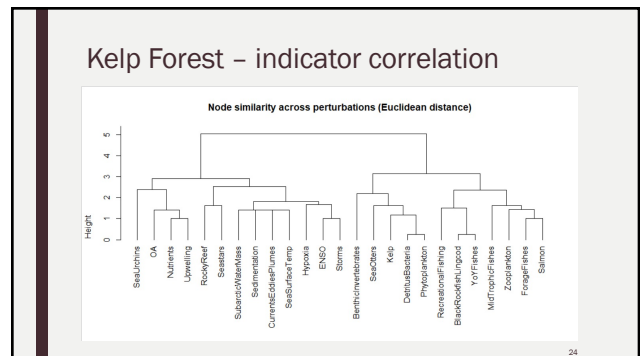 Kelp Forest – indicator correlation
Node similarity across perturbations (Euclidean distance)
Height
5
4
3
2
1
0
SeaUrchins
OA
Nutrients
Upwelling
RockyReef
Seastars
SubarcticWaterMass
Sedimentation
CurrentsEddiesPlumes
SeaSurfaceTemp
Hypoxia
ENSO
Storms
BenthicInvertebrates
SeaOtters
Kelp
DetritusBacteria
Phytoplankton
RecreationalFishing
BlackRockfishLingcod
YoYFishes
MidTrophicFishes
Zooplankton
ForageFishes
Salmon
24